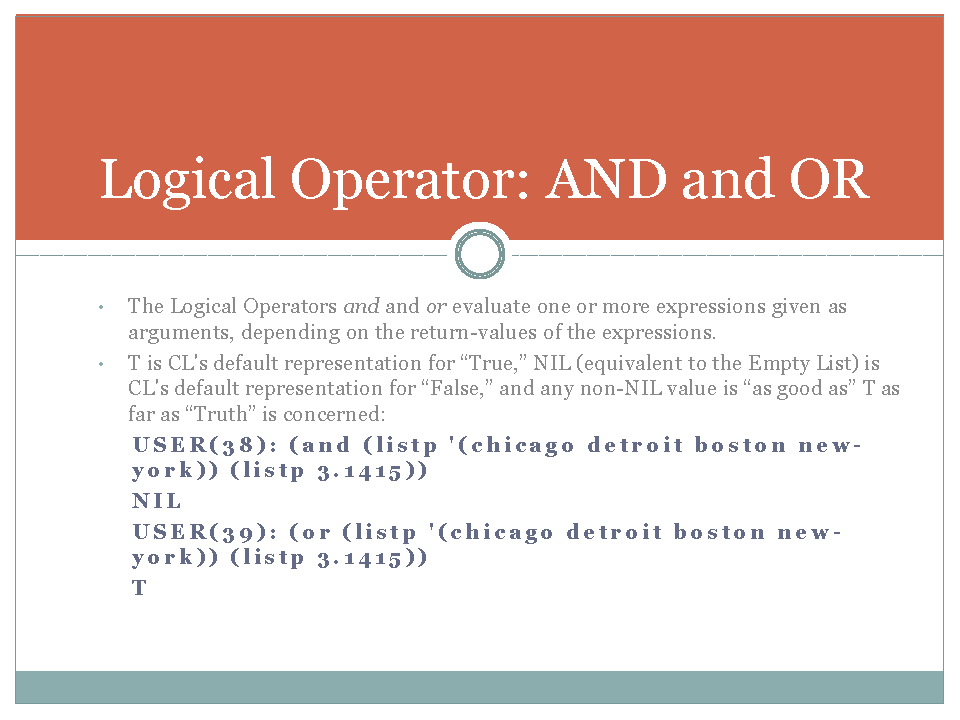 Logical Operator: AND and OR
• The Logical Operators and and or evaluate one or more expressions given as
arguments, depending on the return-values of the expressions.
• T is CL's default representation for “True,” NIL (equivalent to the Empty List) is
CL's default representation for “False,” and any non-NIL value is “as good as” T as
far as “Truth” is concerned:
USER(38): (and (listp '(chicago detroit boston new-
york)) (listp 3.1415))
NIL
USER(39): (or (listp '(chicago detroit boston new-
york)) (listp 3.1415))
T